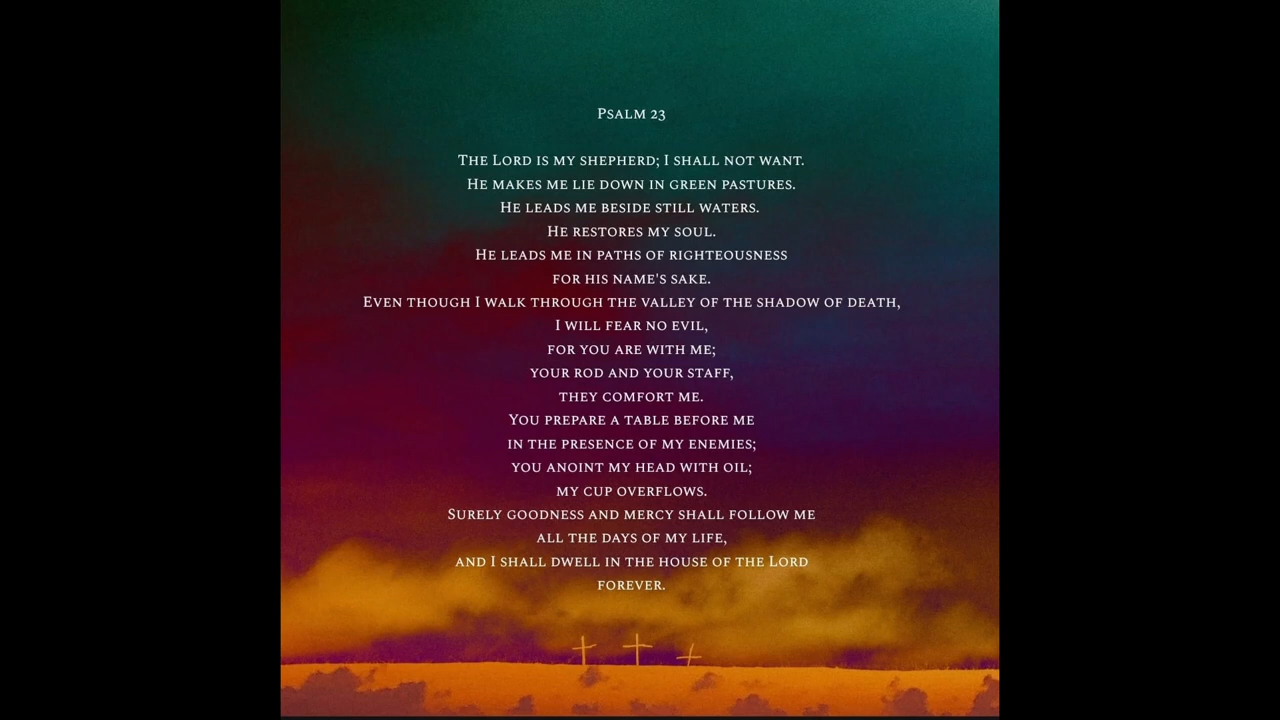 Psalm 23
The Lord is my shepherd; I shall not want.
He makes me lie down in green pastures.
He leads me beside still waters.
He restores my soul.
He leads me in paths of righteousness
for his name's sake.
Even though I walk through the valley of the shadow of death,
I will fear no evil,
for you are with me;
your rod and your staff,
they comfort me.
You prepare a table before me
in the presence of my enemies;
you anoint my head with oil;
my cup overflows.
Surely goodness and mercy shall follow me
all the days of my life,
and I shall dwell in the house of the Lord
forever.